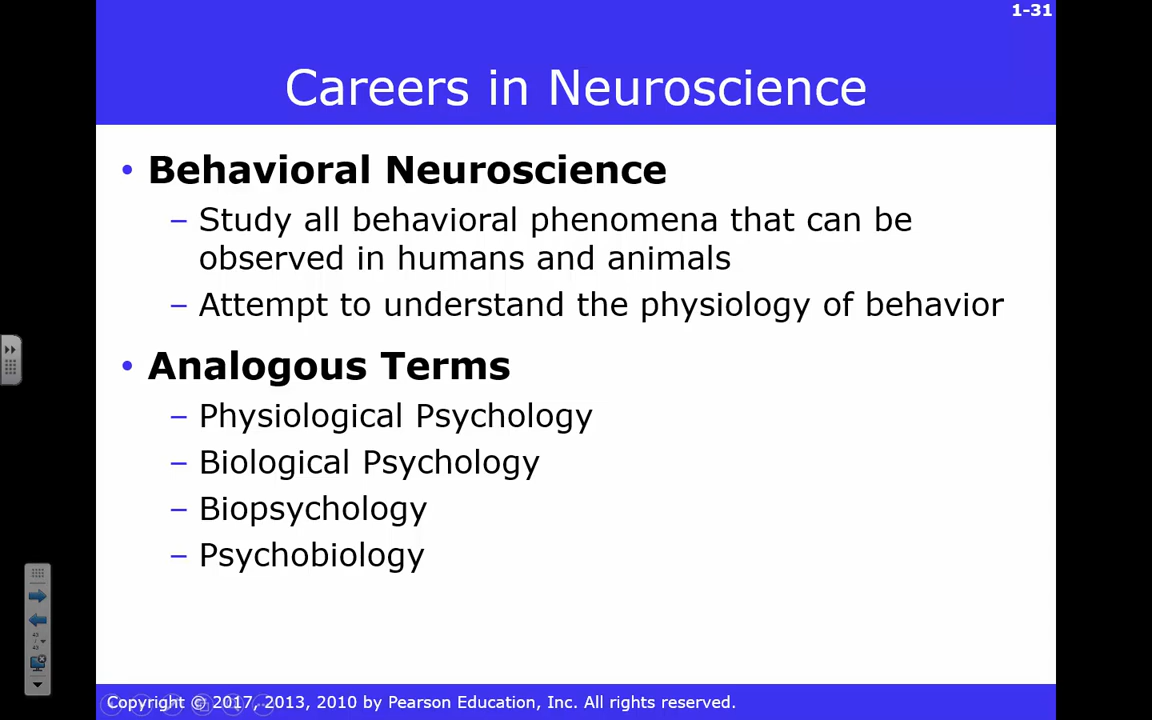 1-31
Careers in Neuroscience
• Behavioral Neuroscience
– Study all behavioral phenomena that can be
observed in humans and animals
– Attempt to understand the physiology of behavior
• Analogous Terms
– Physiological Psychology
– Biological Psychology
– Biopsychology
– Psychobiology
43
/
43
Copyright © 2017, 2013, 2010 by Pearson Education, Inc. All rights reserved.